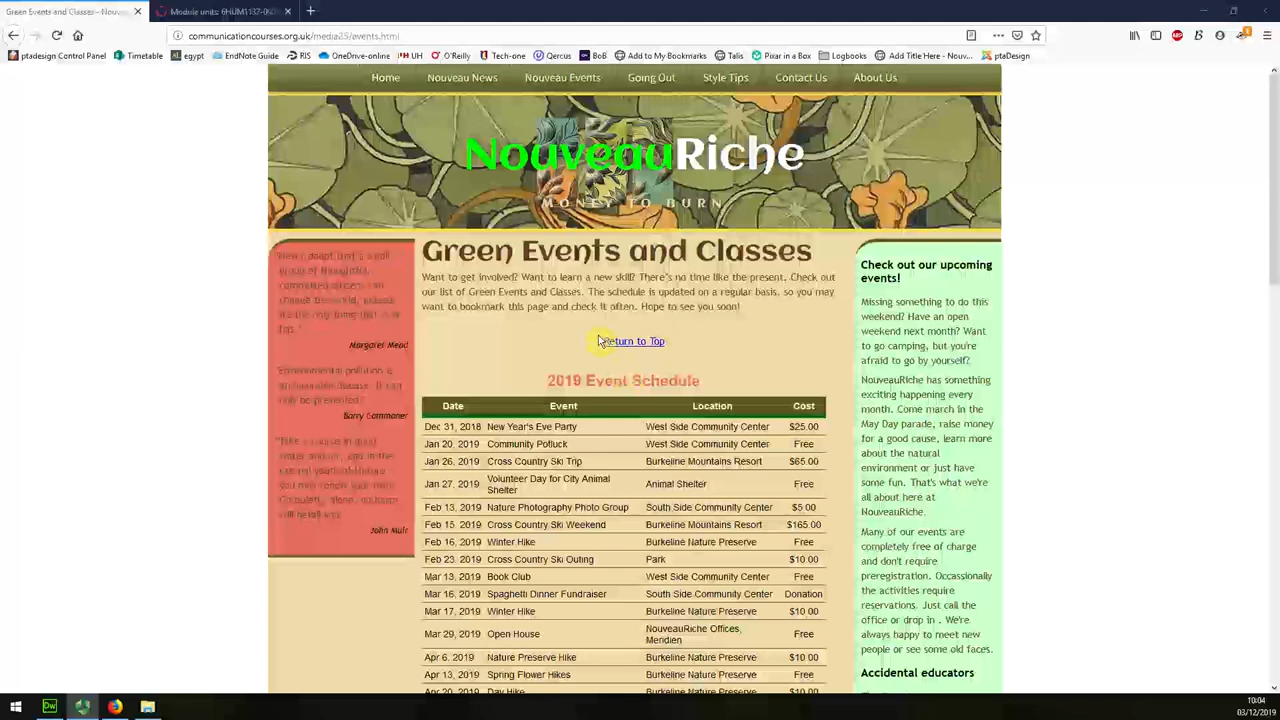 Green Events and Classes - Nouve
Module units: 6HUM1137-060
communicationcourses.org.uk/media25/events.html
ptadesign Control Panel
Timetable
egypt
EndNote Guide
RIS
OneDrive-online
UH
O'Reilly
Tech-one
Qercus
BoB
Add to My Bookmarks
Talis
Pixar in a Box
Logbooks
Add Title Here - Nouv...
ptaDesign
Home
Nouveau News
Nouveau Events
Going Out
Style Tips
Contact Us
About Us
NouveauRiche
MONEY TO BURN
Margaret Mead
Barry Commoner
John Muir
Green Events and Classes
Want to get involved? Want to learn a new skill? There's no time like the present. Check out
our list of Green Events and Classes. The schedule is updated on a regular basis, so you may
want to bookmark this page and check it often. Hope to see you soon!
Return to Top
2019 Event Schedule
Date Event Location Cost
Dec 31, 2018 New Year's Eve Party West Side Community Center $25.00
Jan 20, 2019 Community Potluck West Side Community Center Free
Jan 26, 2019 Cross Country Ski Trip Burkeline Mountains Resort $65.00
Jan 27, 2019 Volunteer Day for City Animal
Shelter Animal Shelter Free
Feb 13, 2019 Nature Photography Photo Group South Side Community Center $5.00
Feb 15, 2019 Cross Country Ski Weekend Burkeline Mountains Resort $165.00
Feb 16, 2019 Winter Hike Burkeline Nature Preserve Free
Feb 23, 2019 Cross Country Ski Outing Park $10.00
Mar 13, 2019 Book Club West Side Community Center Free
Mar 16, 2019 Spaghetti Dinner Fundraiser South Side Community Center Donation
Mar 17, 2019 Winter Hike Burkeline Nature Preserve $10.00
Mar 29, 2019 Open House NouveauRiche Offices,
Meridien Free
Apr 6, 2019 Nature Preserve Hike Burkeline Nature Preserve $10.00
Apr 13, 2019 Spring Flower Hikes Burkeline Nature Preserve Free
Apr 20, 2019 Day Hike Burkeline Nature Preserve $10.00
Check out our upcoming
events!
Missing something to do this
weekend? Have an open
weekend next month? Want
to go camping, but you're
afraid to go by yourself?
NouveauRiche has something
exciting happening every
month. Come march in the
May Day parade, raise money
for a good cause, learn more
about the natural
environment or just have
some fun. That's what we're
all about here at
NouveauRiche.
Many of our events are
completely free of charge
and don't require
preregistration. Occassionally
the activities require
reservations. Just call the
office or drop in . We're
always happy to meet new
people or see some old faces.
Accidental educators
Dw
10:04
03/12/2019